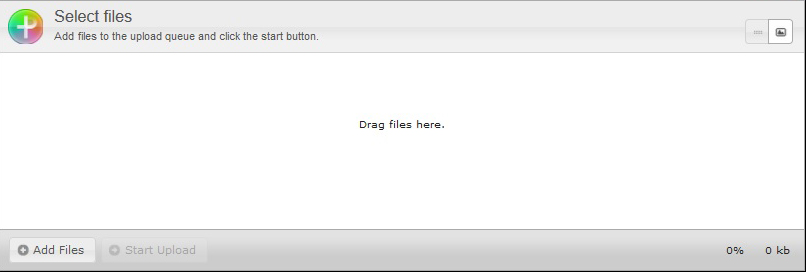 Select files
Add files to the upload queue and click the start button.
Drag files here.
Add Files
Start Upload
0%
0 kb